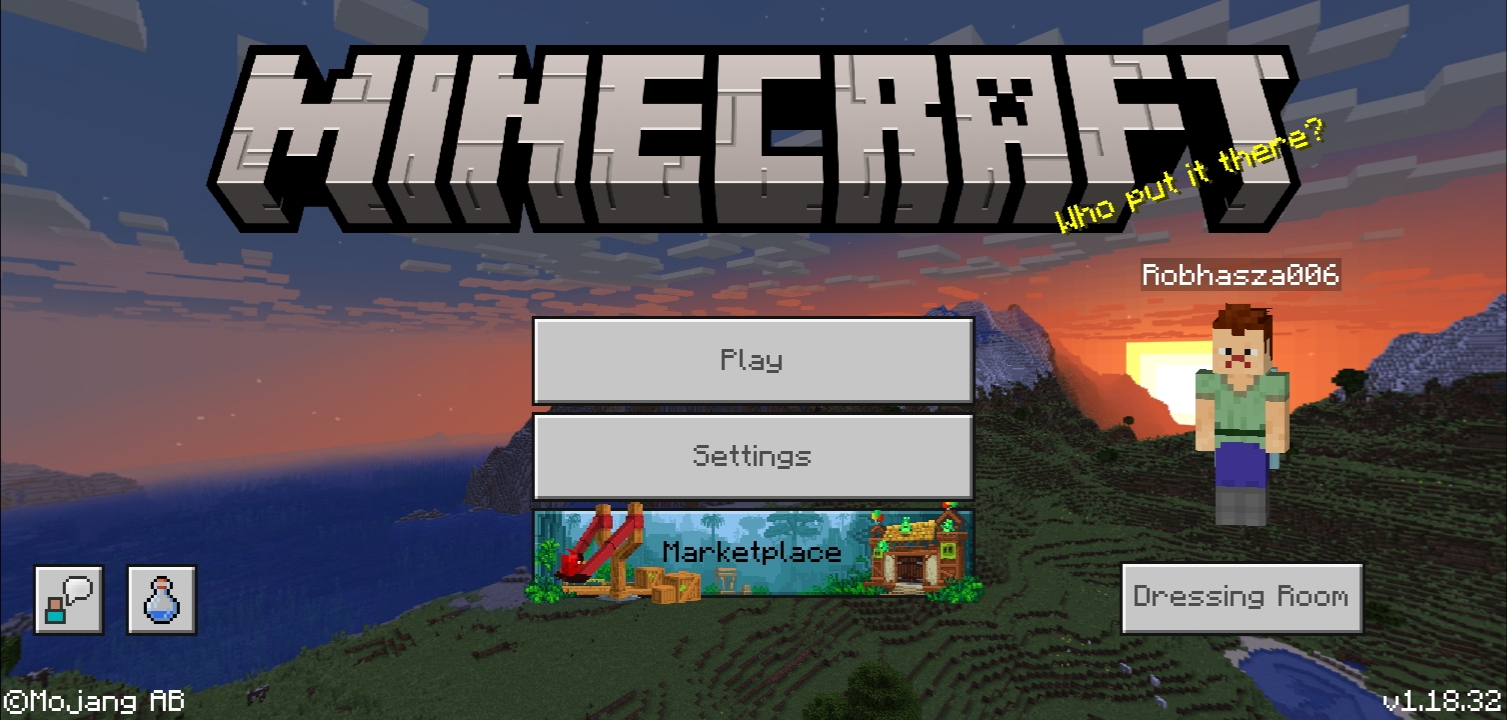 MINECRAFT
Who put it there?
Robhasza006
Play
Settings
Marketplace
Dressing Room
©Mojang AB
v1.18.32